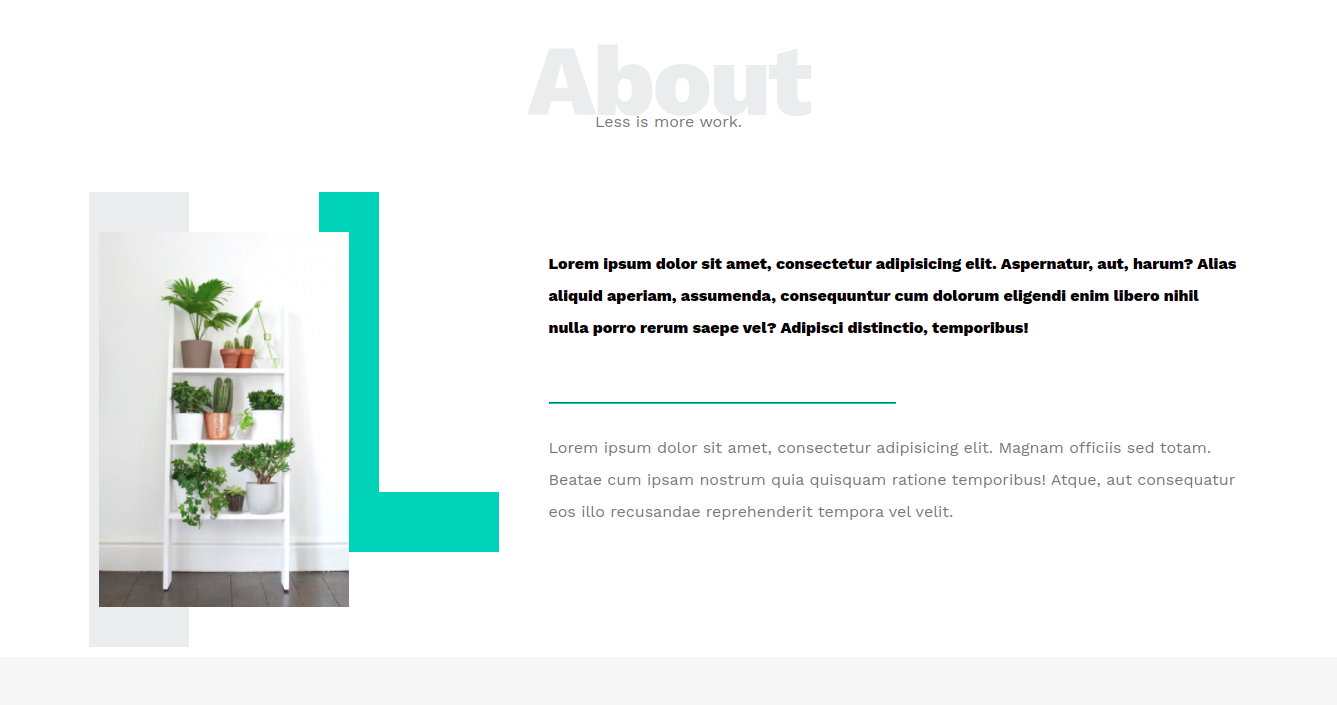 About
Less is more work.
Lorem ipsum dolor sit amet, consectetur adipisicing elit. Aspernatur, aut, harum? Alias
aliquid aperiam, assumenda, consequuntur cum dolorum eligendi enim libero nihil
nulla porro rerum saepe vel? Adipisci distinctio, temporibus!
Lorem ipsum dolor sit amet, consectetur adipisicing elit. Magnam officiis sed totam.
Beatae cum ipsam nostrum quia quisquam ratione temporibus! Atque, aut consequatur
eos illo recusandae reprehenderit tempora vel velit.